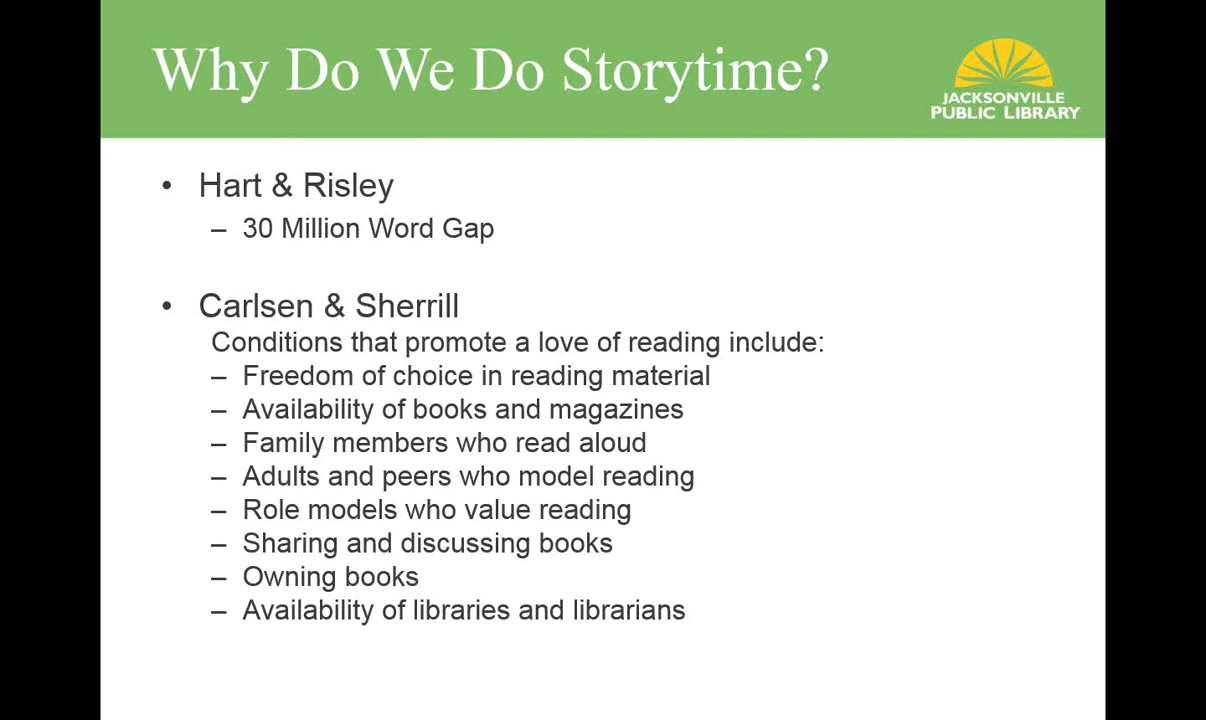 Why Do We Do Storytime?
JACKSONVILLE
PUBLIC LIBRARY
• Hart & Risley
– 30 Million Word Gap
• Carlsen & Sherrill
Conditions that promote a love of reading include:
– Freedom of choice in reading material
– Availability of books and magazines
– Family members who read aloud
– Adults and peers who model reading
– Role models who value reading
– Sharing and discussing books
– Owning books
– Availability of libraries and librarians